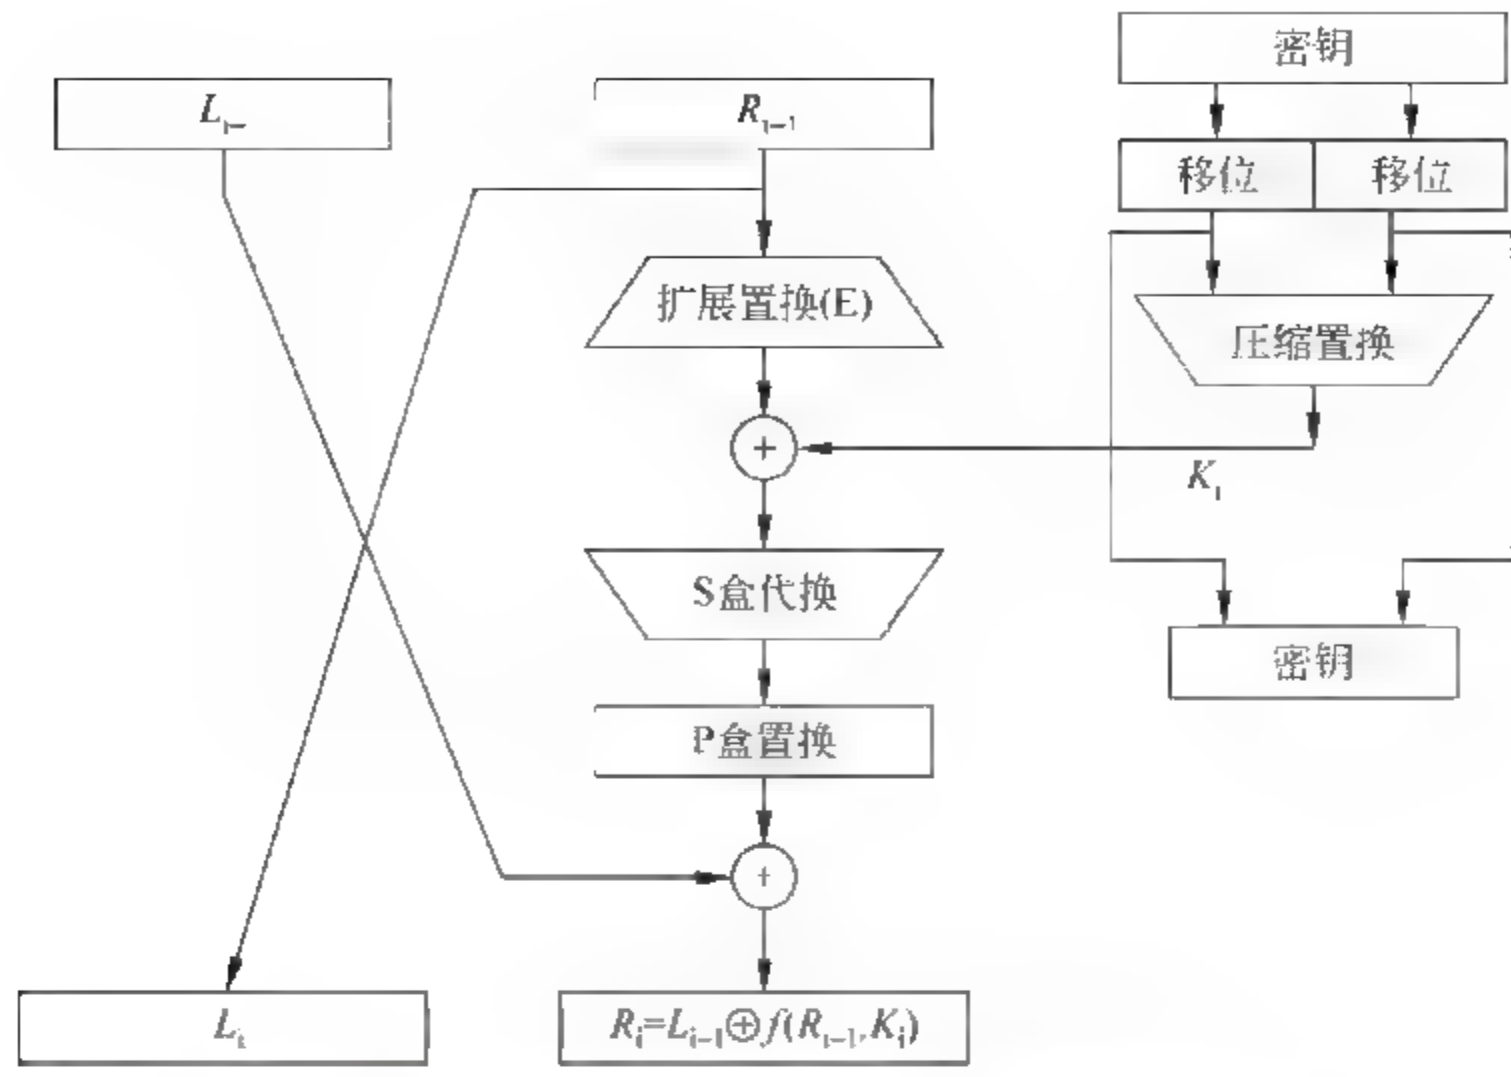 密钥
L_{i-}
R_{i-1}
移位 移位
扩展置换(E)
压缩置换
+
K_i
S盒代换
密钥
P盒置换
+
L_i
R_i=L_{i-1}⊕f(R_{i-1},K_i)